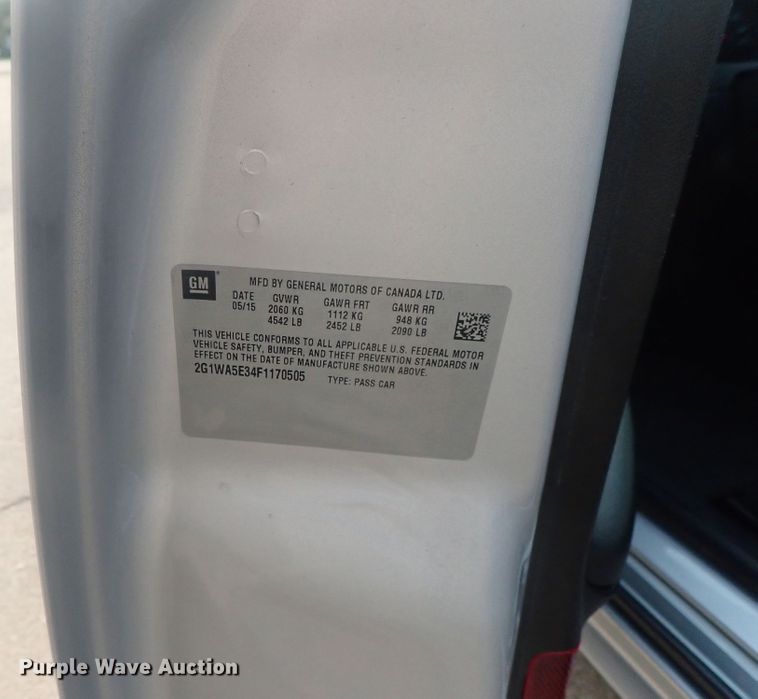 GM
MFD BY GENERAL MOTORS OF CANADA LTD.
DATE GVWR GAWR FRT GAWR RR
05/15 2060 KG 1112 KG 948 KG
4542 LB 2452 LB 2090 LB
THIS VEHICLE CONFORMS TO ALL APPLICABLE U.S. FEDERAL MOTOR
VEHICLE SAFETY, BUMPER, AND THEFT PREVENTION STANDARDS IN
EFFECT ON THE DATE OF MANUFACTURE SHOWN ABOVE.
2G1WA5E34F1170505 TYPE: PASS CAR
Purple Wave Auction